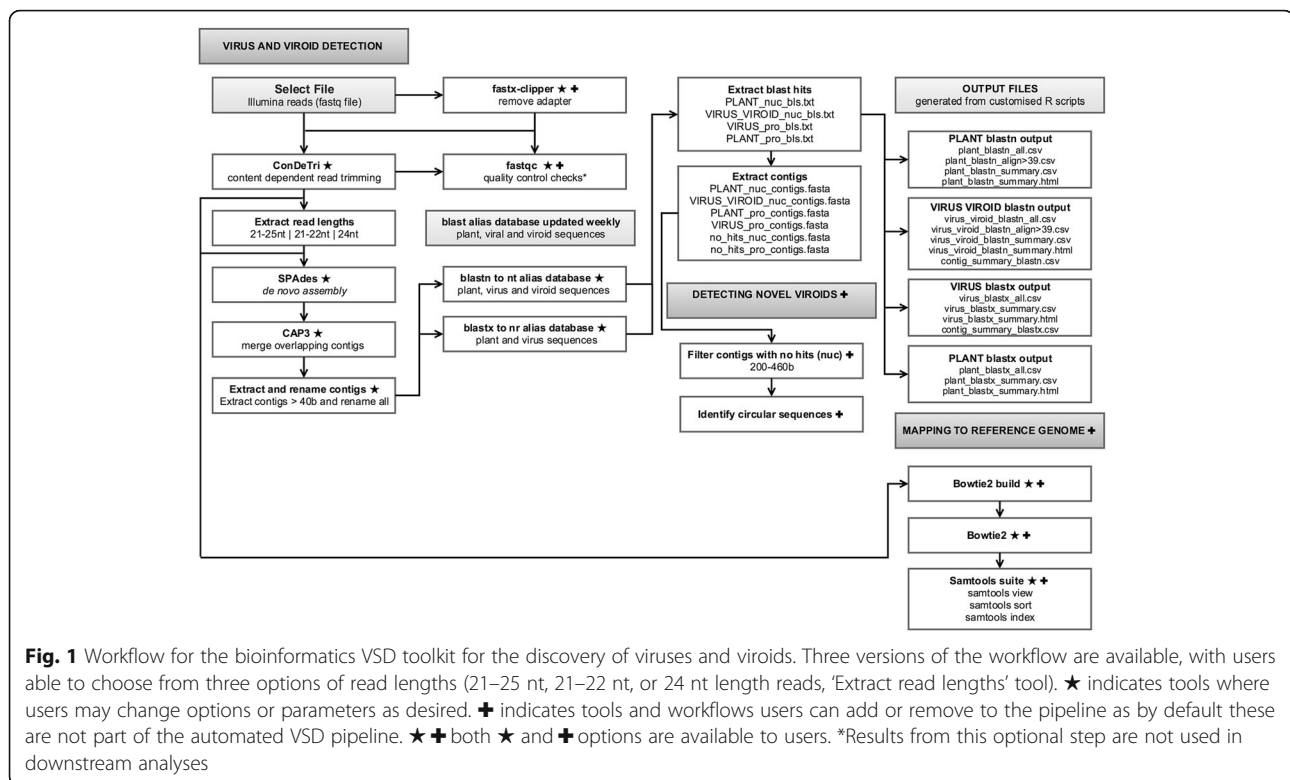 VIRUS AND VIROID DETECTION
Select File
Illumina reads (fastq file)
fastx-clipper ★ ✚
remove adapter
ConDeTri ★
content dependent read trimming
fastqc ★ ✚
quality control checks*
Extract read lengths
21-25nt | 21-22nt | 24nt
blast alias database updated weekly
plant, viral and viroid sequences
SPAdes ★
de novo assembly
CAP3 ★
merge overlapping contigs
Extract and rename contigs ★
Extract contigs > 40b and rename all
blastn to nt alias database ★
plant, virus and viroid sequences
blastx to nr alias database ★
plant and virus sequences
Extract blast hits
PLANT_nuc_bls.txt
VIRUS_VIROID_nuc_bls.txt
VIRUS_pro_bls.txt
PLANT_pro_bls.txt
Extract contigs
PLANT_nuc_contigs.fasta
VIRUS_VIROID_nuc_contigs.fasta
PLANT_pro_contigs.fasta
VIRUS_pro_contigs.fasta
no_hits_nuc_contigs.fasta
no_hits_pro_contigs.fasta
DETECTING NOVEL VIROIDS ✚
Filter contigs with no hits (nuc) ✚
200-460b
Identify circular sequences ✚
OUTPUT FILES
generated from customised R scripts
PLANT blastn output
plant_blastn_all.csv
plant_blastn_align>39.csv
plant_blastn_summary.csv
plant_blastn_summary.html
VIRUS VIROID blastn output
virus_viroid_blastn_all.csv
virus_viroid_blastn_align>39.csv
virus_viroid_blastn_summary.csv
virus_viroid_blastn_summary.html
contig_summary_blastn.csv
VIRUS blastx output
virus_blastx_all.csv
virus_blastx_summary.csv
virus_blastx_summary.html
contig_summary_blastx.csv
PLANT blastx output
plant_blastx_all.csv
plant_blastx_summary.csv
plant_blastx_summary.html
MAPPING TO REFERENCE GENOME ✚
Bowtie2 build ★ ✚
Bowtie2 ★ ✚
Samtools suite ★ ✚
samtools view
samtools sort
samtools index
Fig. 1 Workflow for the bioinformatics VSD toolkit for the discovery of viruses and viroids. Three versions of the workflow are available, with users
able to choose from three options of read lengths (21–25 nt, 21–22 nt, or 24 nt length reads, ‘Extract read lengths’ tool). ★ indicates tools where
users may change options or parameters as desired. ✚ indicates tools and workflows users can add or remove to the pipeline as by default these
are not part of the automated VSD pipeline. ★ ✚ both ★ and ✚ options are available to users. *Results from this optional step are not used in
downstream analyses